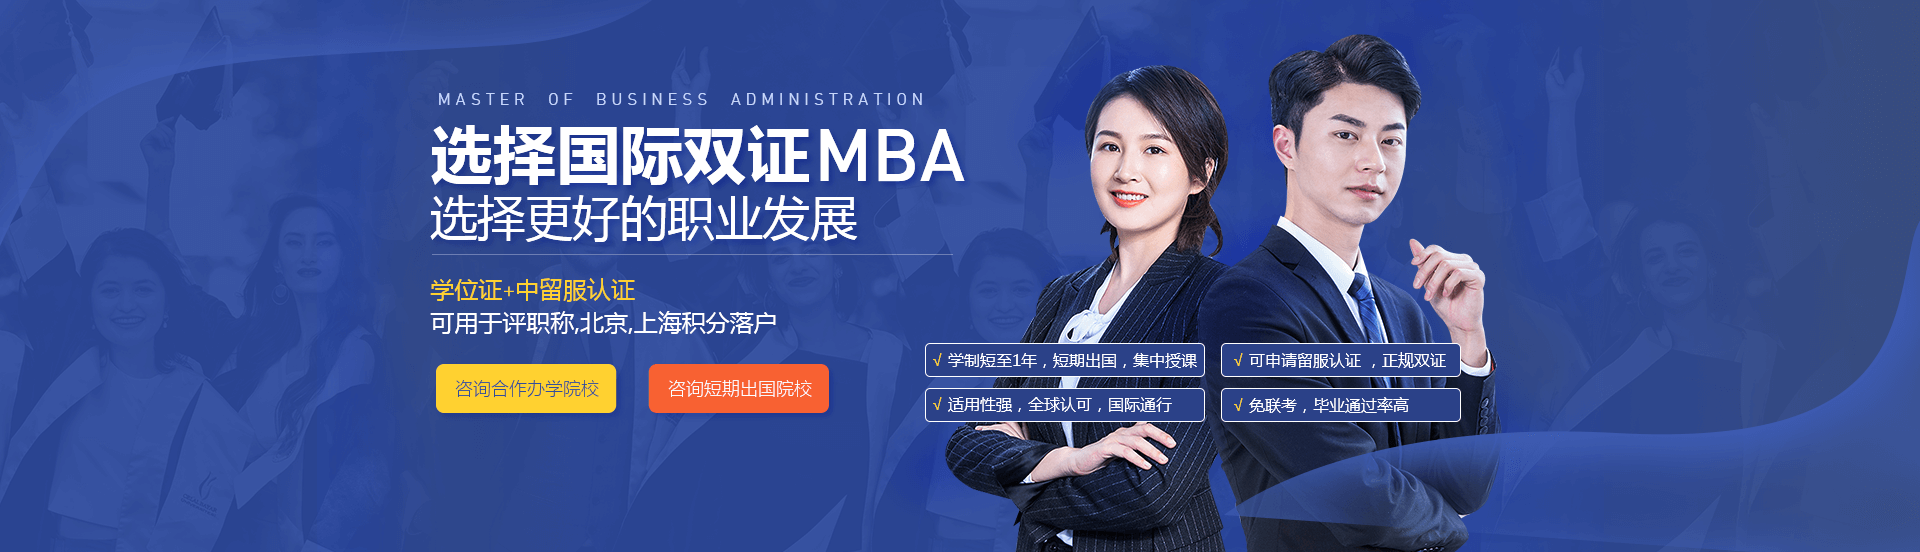 MASTER OF BUSINESS ADMINISTRATION
选择国际双证MBA
选择更好的职业发展
学位证+中留服认证
可用于评职称,北京,上海积分落户
咨询合作办学院校
咨询短期出国院校
√ 学制短至1年，短期出国，集中授课
√ 可申请留服认证 ，正规双证
√ 适用性强，全球认可，国际通行
√ 免联考，毕业通过率高